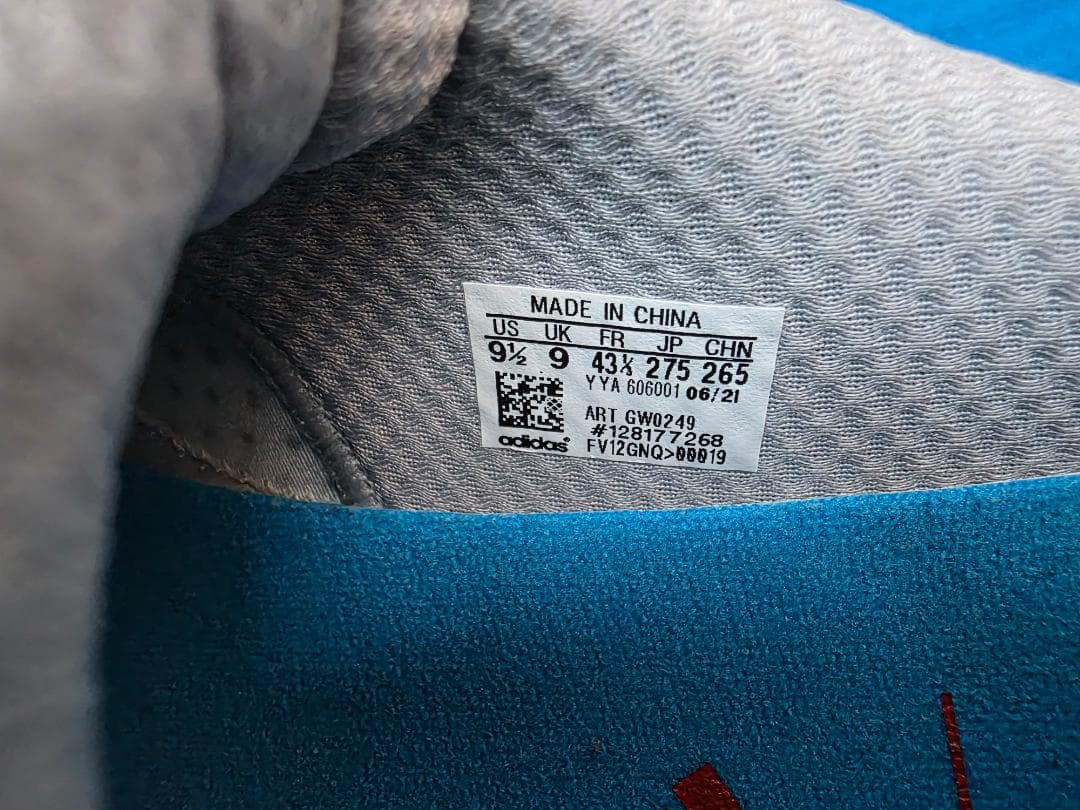 MADE IN CHINA
US UK FR JP CHN
9½ 9 43⅓ 275 265
YYA 606001 06/21
ART GW0249
#128177268
adidas® FV12GNQ>00019